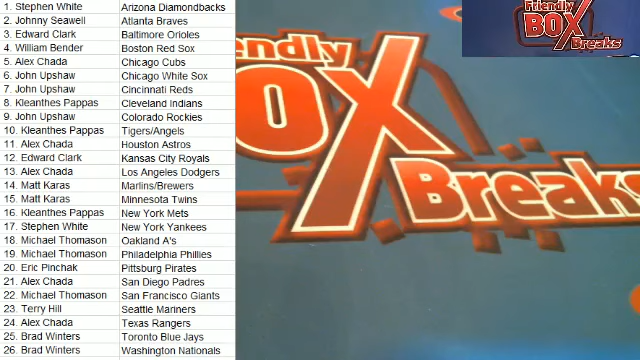 1. Stephen White Arizona Diamondbacks
2. Johnny Seawell Atlanta Braves
3. Edward Clark Baltimore Orioles
4. William Bender Boston Red Sox
5. Alex Chada Chicago Cubs
6. John Upshaw Chicago White Sox
7. John Upshaw Cincinnati Reds
8. Kleanthes Pappas Cleveland Indians
9. John Upshaw Colorado Rockies
10. Kleanthes Pappas Tigers/Angels
11. Alex Chada Houston Astros
12. Edward Clark Kansas City Royals
13. Alex Chada Los Angeles Dodgers
14. Matt Karas Marlins/Brewers
15. Matt Karas Minnesota Twins
16. Kleanthes Pappas New York Mets
17. Stephen White New York Yankees
18. Michael Thomason Oakland A's
19. Michael Thomason Philadelphia Phillies
20. Eric Pinchak Pittsburg Pirates
21. Alex Chada San Diego Padres
22. Michael Thomason San Francisco Giants
23. Terry Hill Seattle Mariners
24. Alex Chada Texas Rangers
25. Brad Winters Toronto Blue Jays
26. Brad Winters Washington Nationals
Friendly
BOX
Breaks
endly
OX
Breaks